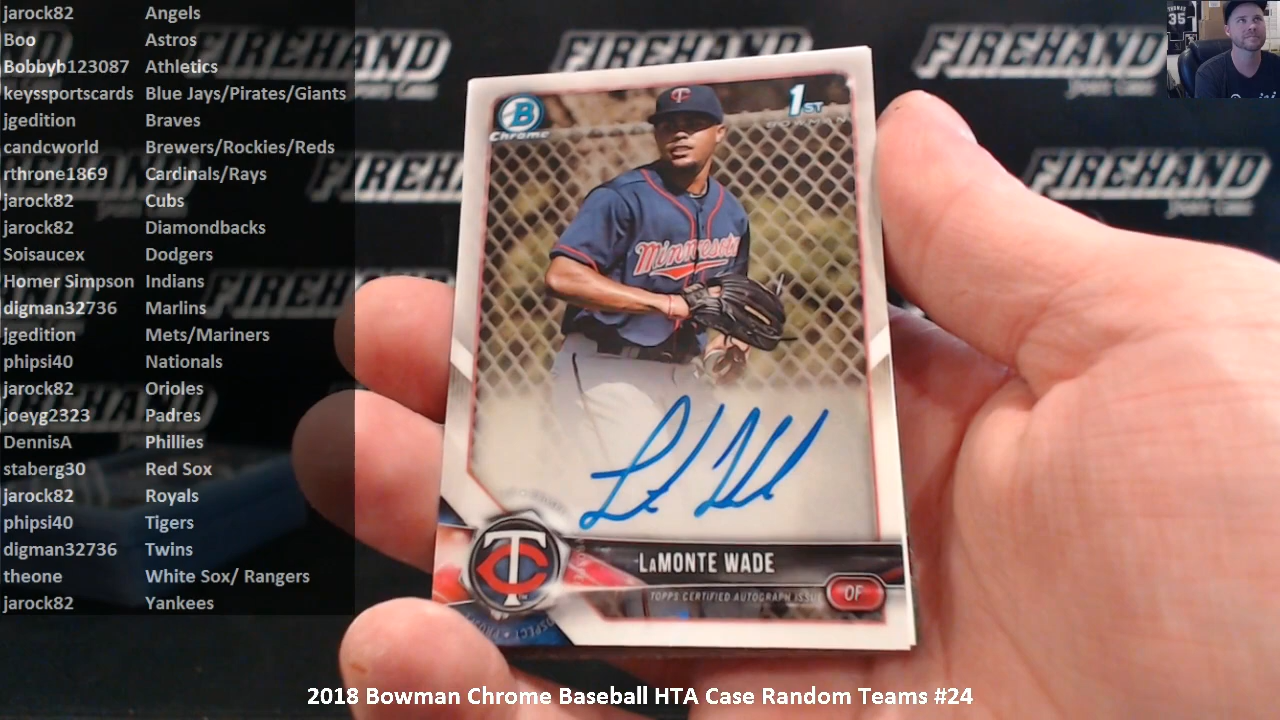 jarock82 Angels
Boo Astros
Bobbyb123087 Athletics
keyssportscards Blue Jays/Pirates/Giants
jgedition Braves
candcworld Brewers/Rockies/Reds
rthrone1869 Cardinals/Rays
jarock82 Cubs
jarock82 Diamondbacks
Soisaucex Dodgers
Homer Simpson Indians
digman32736 Marlins
jgedition Mets/Mariners
phipsi40 Nationals
jarock82 Orioles
joeyg2323 Padres
DennisA Phillies
staberg30 Red Sox
jarock82 Royals
phipsi40 Tigers
digman32736 Twins
theone White Sox/ Rangers
jarock82 Yankees
FIREHAND FIREHAND FIREHAND
FIREHAND FIREHAND
FIREHAND
35
B
Chrome
1ST
Minnesota
TC
LaMONTE WADE
TOPPS CERTIFIED AUTOGRAPH ISSUE
OF
2018 Bowman Chrome Baseball HTA Case Random Teams #24